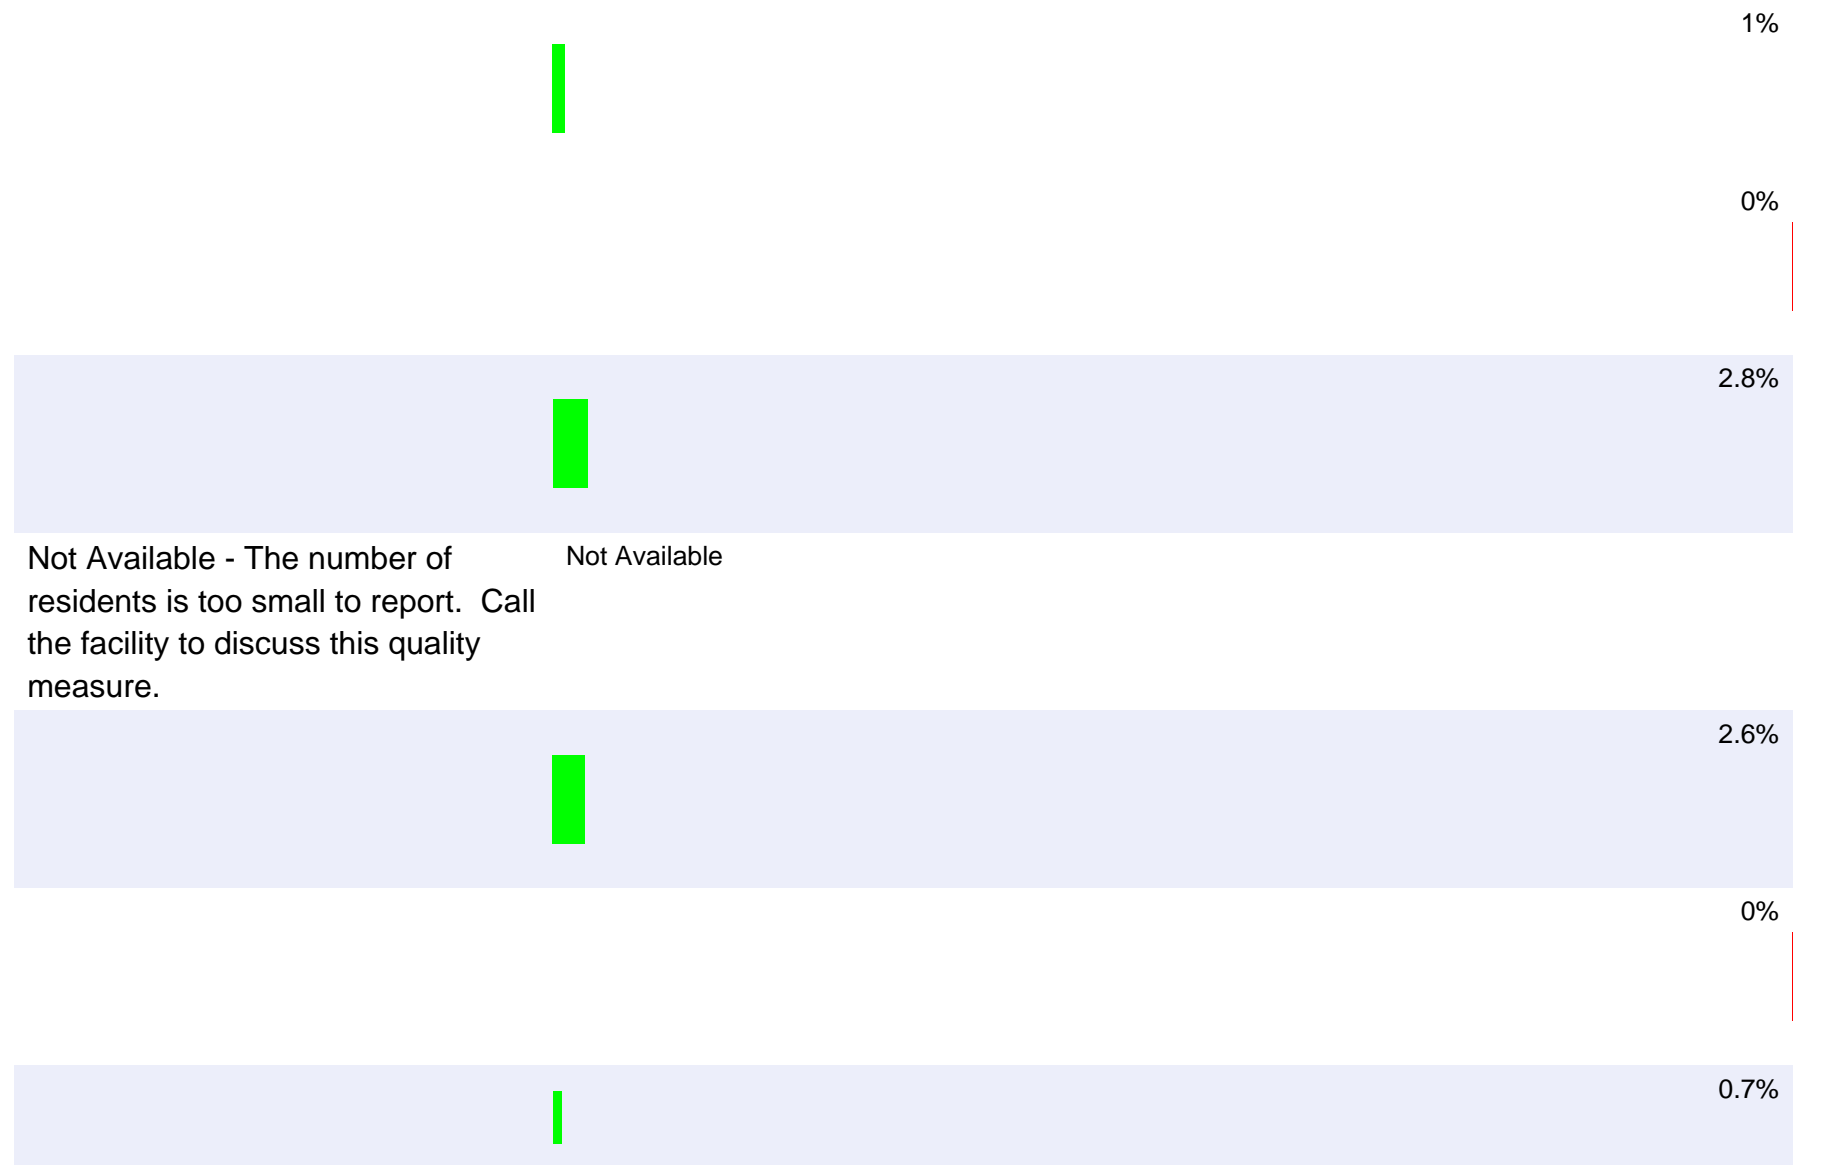 1%
0%
2.8%
Not Available - The number of
residents is too small to report.  Call
the facility to discuss this quality
measure.
Not Available
2.6%
0%
0.7%